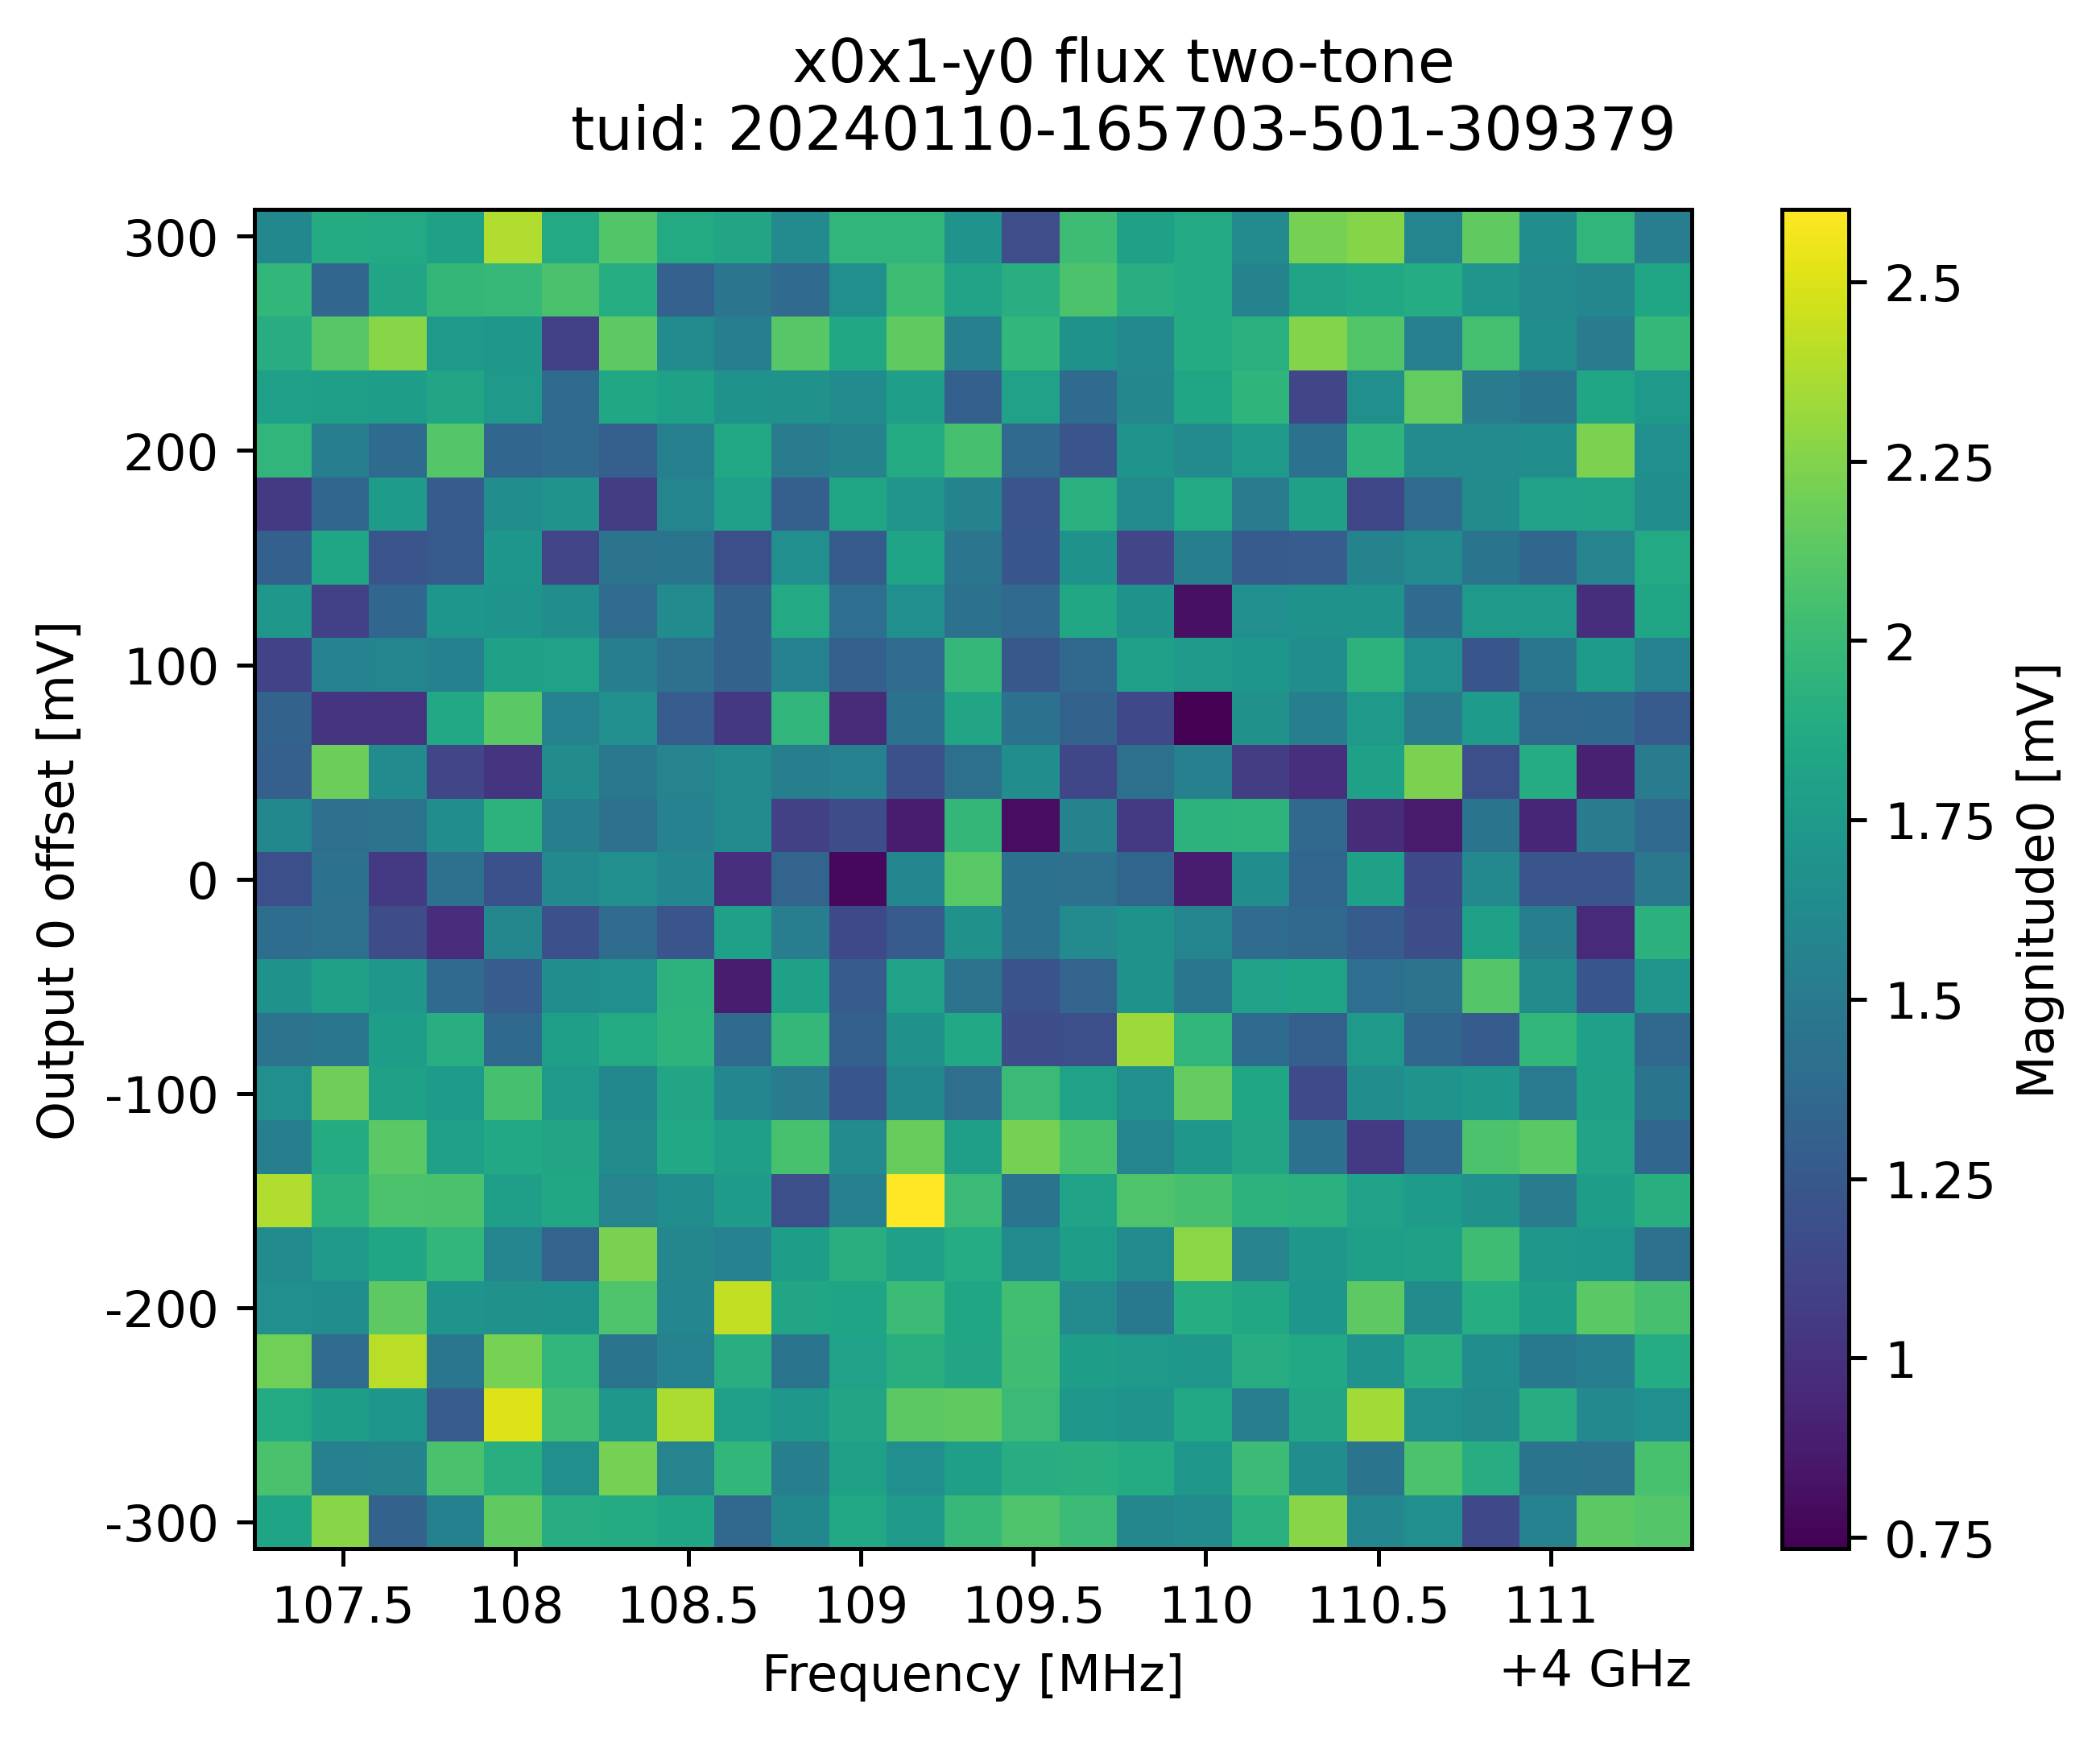 x0x1-y0 flux two-tone
tuid: 20240110-165703-501-309379
300
200
100
0
-100
-200
-300
Output 0 offset [mV]
107.5 108 108.5 109 109.5 110 110.5 111
Frequency [MHz]
+4 GHz
2.5
2.25
2
1.75
1.5
1.25
1
0.75
Magnitude0 [mV]